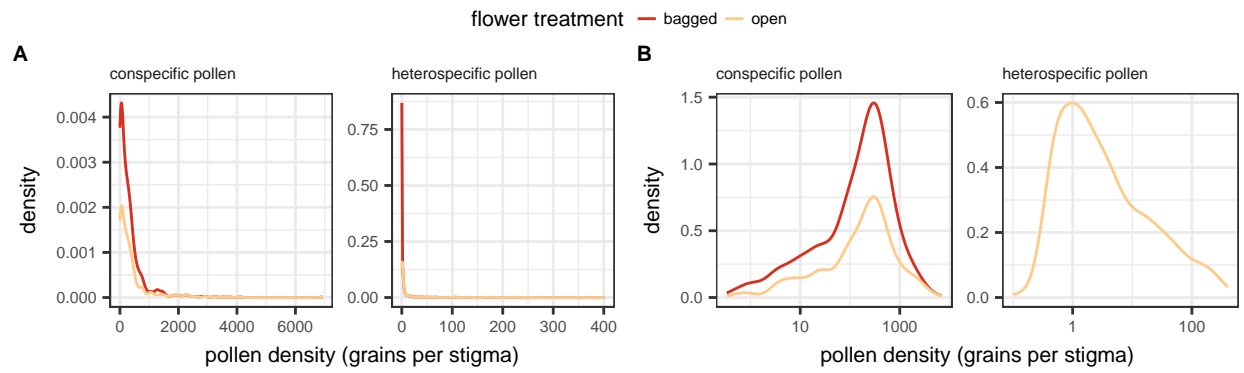 flower treatment bagged open
A
conspecific pollen
heterospecific pollen
density
0.004
0.003
0.002
0.001
0.000
0 2000 4000 6000
0.75
0.50
0.25
0.00
0 100 200 300 400
pollen density (grains per stigma)
B
conspecific pollen
heterospecific pollen
density
1.5
1.0
0.5
0.0
10 1000
0.6
0.4
0.2
0.0
1 100
pollen density (grains per stigma)